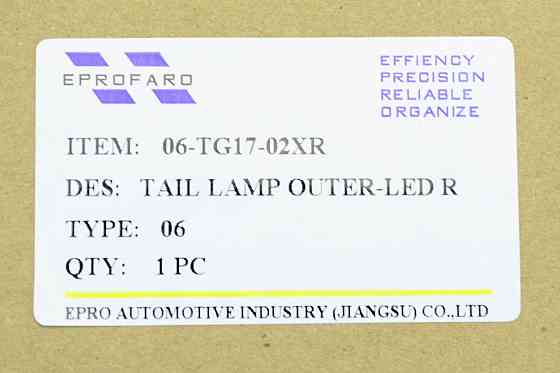 EPROFARO
EFFIENCY
PRECISION
RELIABLE
ORGANIZE
ITEM: 06-TG17-02XR
DES: TAIL LAMP OUTER-LED R
TYPE: 06
QTY: 1 PC
EPRO AUTOMOTIVE INDUSTRY (JIANGSU) CO.,LTD